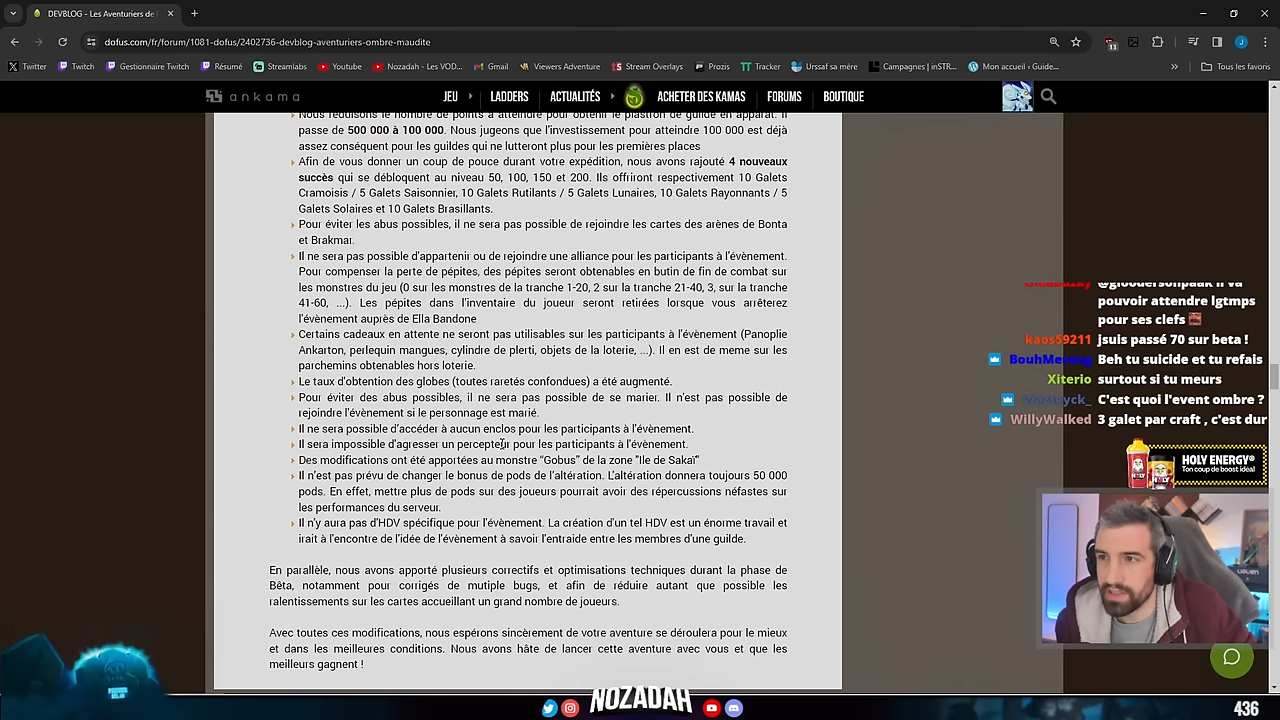 DEVBLOG - Les Aventuriers de l
dofus.com/fr/forum/1081-dofus/2402736-devblog-aventuriers-ombre-maudite
Twitter Twitch Gestionnaire Twitch Résumé Streamlabs Youtube Nozadah - Les VOD... Gmail Viewers Adventure Stream Overlays Prozis Tracker Urssaf sa mère Campagnes | inSTR... Mon accueil ‹ Guide... » Tous les favoris
ankama JEU LADDERS ACTUALITÉS ACHETER DES KAMAS FORUMS BOUTIQUE
Nous réduisons le nombre de points à atteindre pour obtenir le plastron de guilde en apparat. Il
passe de 500 000 à 100 000. Nous jugeons que l'investissement pour atteindre 100 000 est déjà
assez conséquent pour les guildes qui ne lutteront plus pour les premières places
Afin de vous donner un coup de pouce durant votre expédition, nous avons rajouté 4 nouveaux
succès qui se débloquent au niveau 50, 100, 150 et 200. Ils offriront respectivement 10 Galets
Cramoisis / 5 Galets Saisonnier, 10 Galets Rutilants / 5 Galets Lunaires, 10 Galets Rayonnants / 5
Galets Solaires et 10 Galets Brasillants.
Pour éviter les abus possibles, il ne sera pas possible de rejoindre les cartes des arènes de Bonta
et Brakmar.
Il ne sera pas possible d'appartenir ou de rejoindre une alliance pour les participants à l'évènement.
Pour compenser la perte de pépites, des pépites seront obtenables en butin de fin de combat sur
les monstres du jeu (0 sur les monstres de la tranche 1-20, 2 sur la tranche 21-40, 3, sur la tranche
41-60, ...). Les pépites dans l'inventaire du joueur seront retirées lorsque vous arrêterez
l'évènement auprès de Ella Bandone
Certains cadeaux en attente ne seront pas utilisables sur les participants à l'évènement (Panoplie
Ankarton, perlequin mangues, cylindre de plerti, objets de la loterie, ...). Il en est de meme sur les
parchemins obtenables hors loterie.
Le taux d'obtention des globes (toutes raretés confondues) a été augmenté.
Pour éviter des abus possibles, il ne sera pas possible de se marier. Il n'est pas possible de
rejoindre l'évènement si le personnage est marié.
Il ne sera possible d'accéder à aucun enclos pour les participants à l'évènement.
Il sera impossible d'agresser un percepteur pour les participants à l'évènement.
Des modifications ont été apportées au monstre “Gobus” de la zone "Ile de Sakaï"
Il n'est pas prévu de changer le bonus de pods de l'altération. L'altération donnera toujours 50 000
pods. En effet, mettre plus de pods sur des joueurs pourrait avoir des répercussions néfastes sur
les performances du serveur.
Il n'y aura pas d'HDV spécifique pour l'évènement. La création d'un tel HDV est un énorme travail et
irait à l'encontre de l'idée de l'évènement à savoir l'entraide entre les membres d'une guilde.
En parallèle, nous avons apporté plusieurs correctifs et optimisations techniques durant la phase de
Bêta, notamment pour corrigés de mutiple bugs, et afin de réduire autant que possible les
ralentissements sur les cartes accueillant un grand nombre de joueurs.
Avec toutes ces modifications, nous espérons sincèrement de votre aventure se déroulera pour le mieux
et dans les meilleures conditions. Nous avons hâte de lancer cette aventure avec vous et que les
meilleurs gagnent !
il va
pouvoir attendre lgtmps
pour ses clefs
kaos59211 jsuis passé 70 sur beta !
Beh tu suicide et tu refais
Xiterio surtout si tu meurs
C'est quoi l'event ombre ?
WillyWalked 3 galet par craft , c'est dur
HOLY ENERGY®
Ton coup de boost idéal
NOZADAH
436